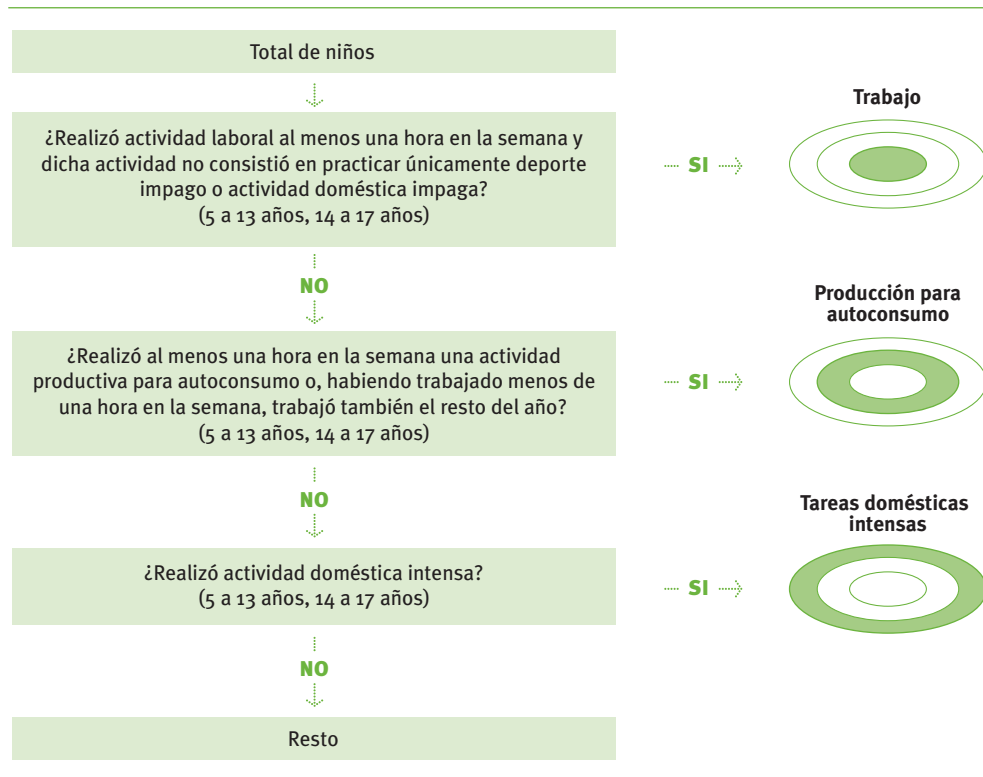 Total de niños
Trabajo
¿Realizó actividad laboral al menos una hora en la semana y
dicha actividad no consistió en practicar únicamente deporte
impago o actividad doméstica impaga?
(5 a 13 años, 14 a 17 años)
SI
NO
Producción para
autoconsumo
¿Realizó al menos una hora en la semana una actividad
productiva para autoconsumo o, habiendo trabajado menos de
una hora en la semana, trabajó también el resto del año?
(5 a 13 años, 14 a 17 años)
SI
NO
Tareas domésticas
intensas
¿Realizó actividad doméstica intensa?
(5 a 13 años, 14 a 17 años)
SI
NO
Resto